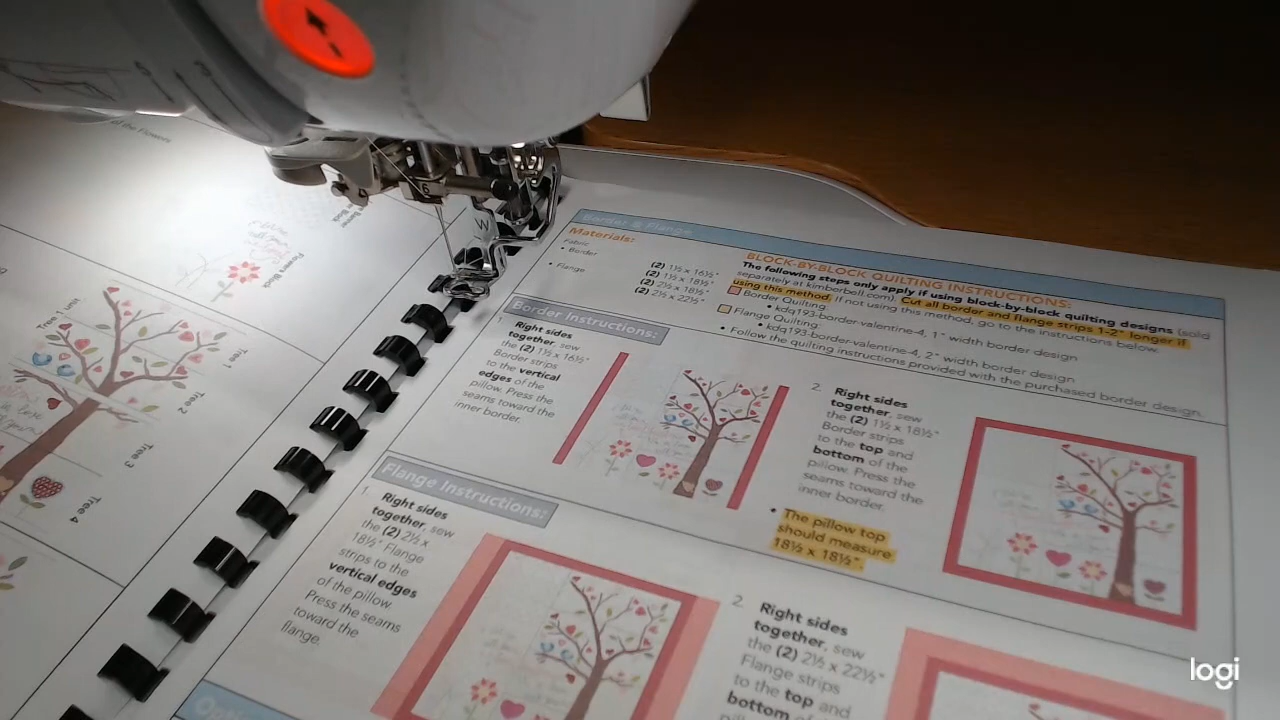 of the Flowers
Flowers Block
Tree 1
Tree 1
Tree 2
Tree 3
Tree 4
Border & Flange
Materials:
Fabric
• Border
(2) 1½ x 16½"
(2) 1½ x 18½"
• Flange
(2) 2½ x 18½"
(2) 2½ x 22½"
BLOCK-BY-BLOCK QUILTING INSTRUCTIONS:
The following steps only apply if using block-by-block quilting designs (sold
separately at kimberbell.com). Cut all border and flange strips 1-2" longer if
using this method. If not using this method, go to the instructions below.
Border Quilting:
• kdq193-border-valentine-4, 1" width border design
Flange Quilting:
• kdq193-border-valentine-4, 2" width border design
• Follow the quilting instructions provided with the purchased border design.
Border Instructions:
1. Right sides
together, sew
the (2) 1½ x 16½"
Border strips
to the vertical
edges of the
pillow. Press the
seams toward the
inner border.
2. Right sides
together, sew
the (2) 1½ x 18½"
Border strips
to the top and
bottom of the
pillow. Press the
seams toward the
inner border.
• The pillow top
should measure
18½ x 18½".
Flange Instructions:
1. Right sides
together, sew
the (2) 2½ x
18½" Flange
strips to the
vertical edges
of the pillow.
Press the seams
toward the
flange.
2. Right sides
together, sew
the (2) 2½ x 22½"
Flange strips
to the top and
bottom of the
6
W
logi